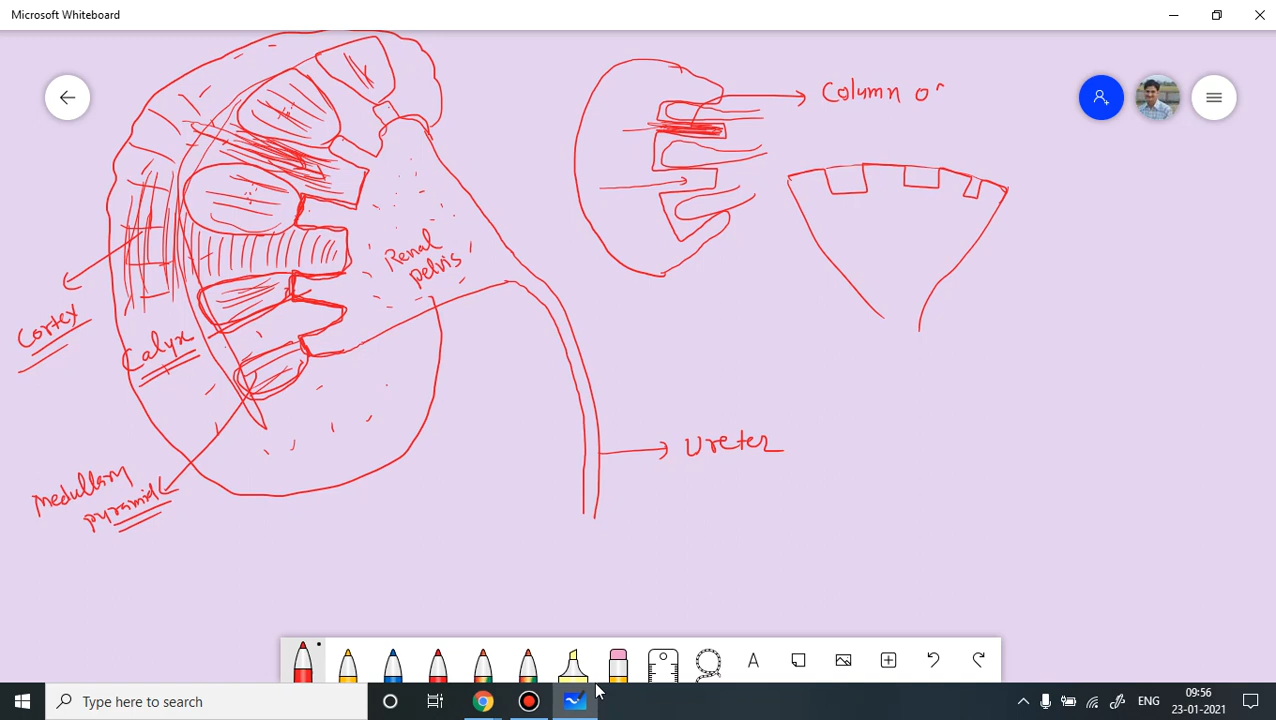 Microsoft Whiteboard
Column o
Renal
pelvis
Cortex
Calyx
Medullary
pyramid
Ureter
A
Type here to search
ENG
09:56
23-01-2021